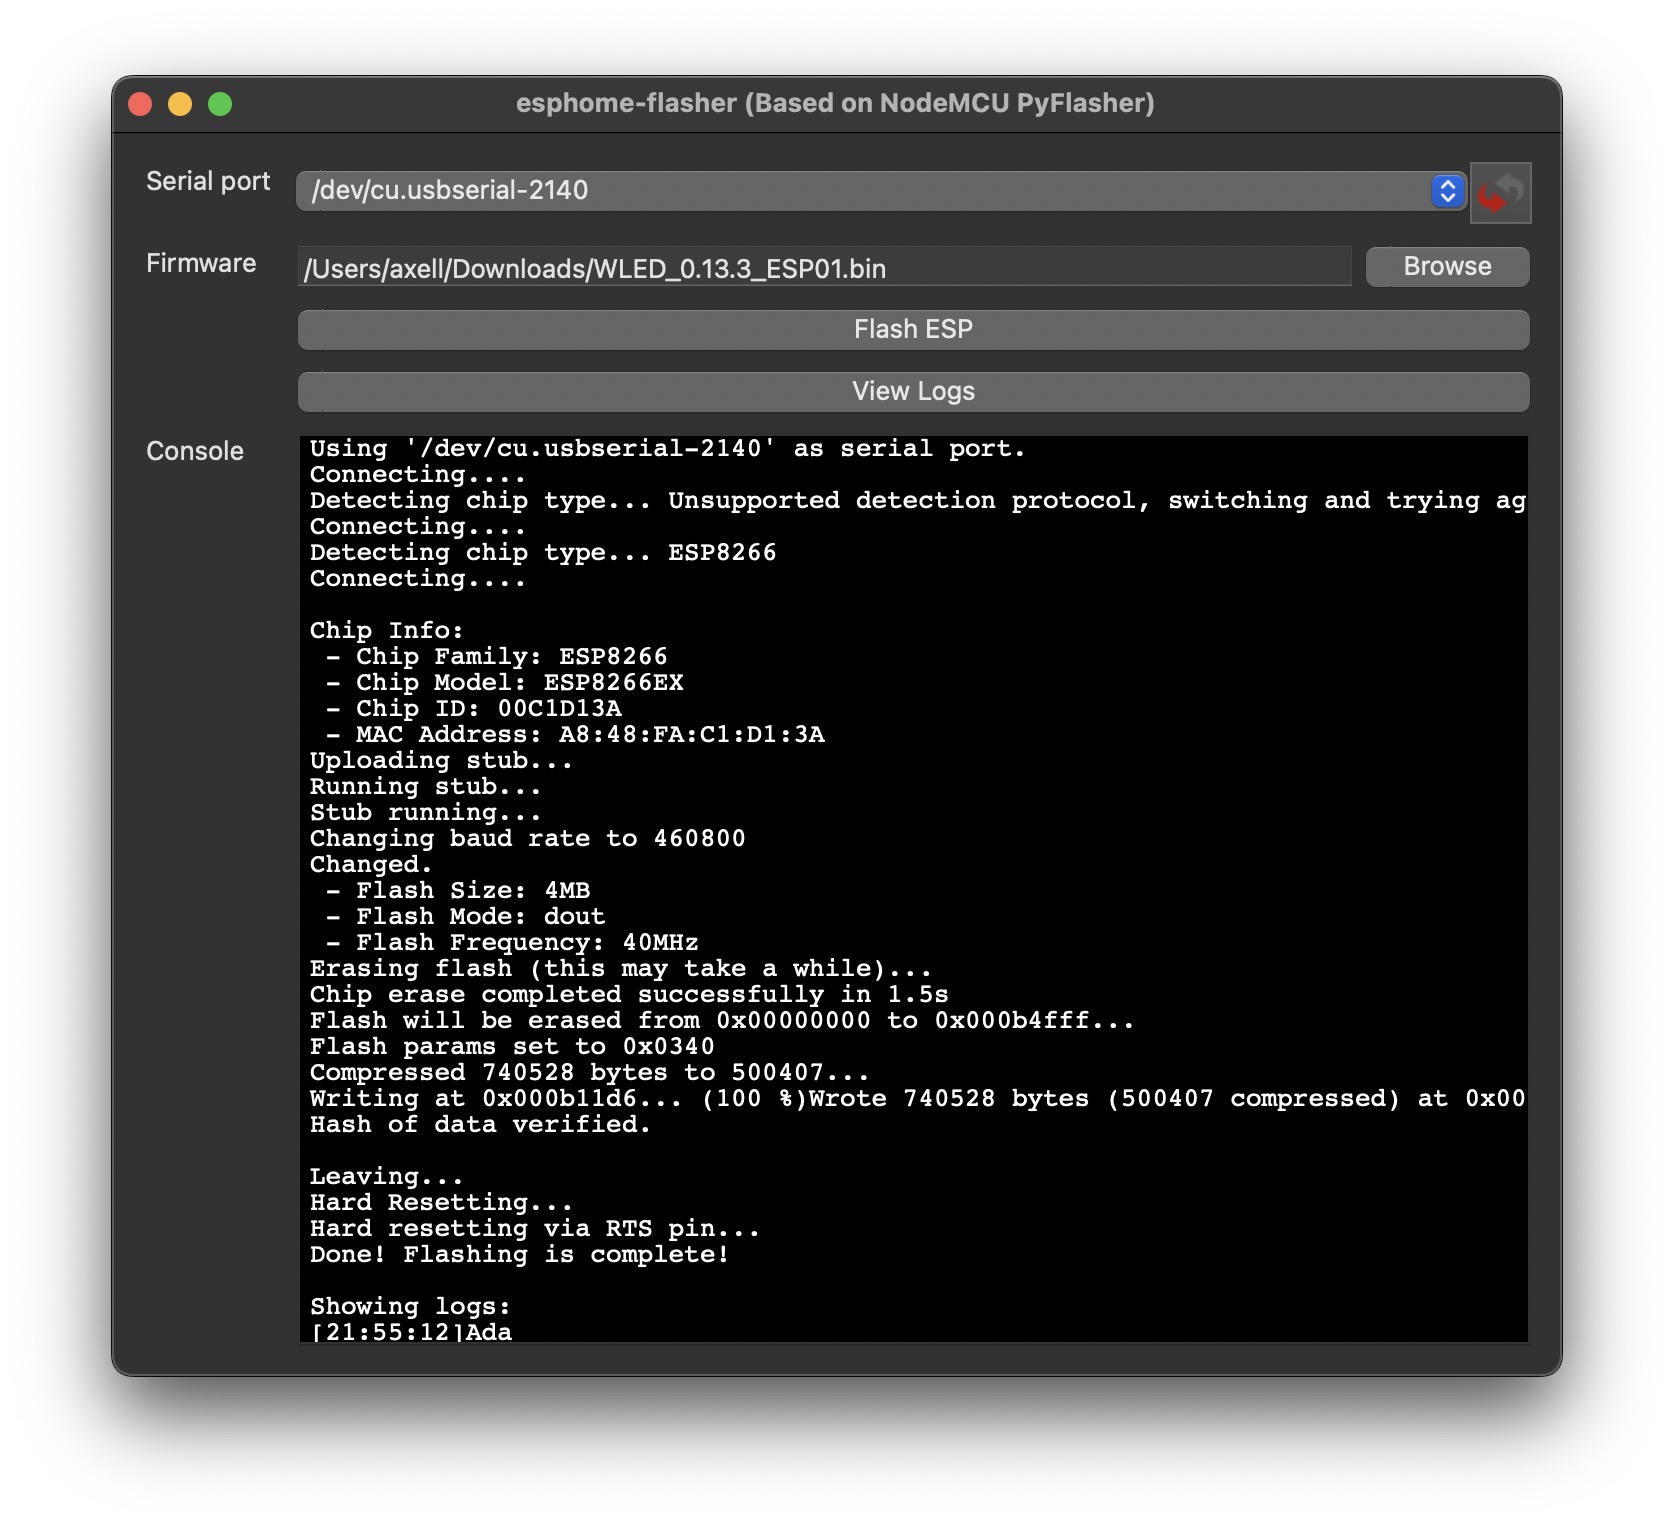 esphome-flasher (Based on NodeMCU PyFlasher)
Serial port /dev/cu.usbserial-2140
Firmware /Users/axell/Downloads/WLED_0.13.3_ESP01.bin Browse
Flash ESP
View Logs
Console
Using '/dev/cu.usbserial-2140' as serial port.
Connecting....
Detecting chip type... Unsupported detection protocol, switching and trying ag
Connecting....
Detecting chip type... ESP8266
Connecting....
Chip Info:
- Chip Family: ESP8266
- Chip Model: ESP8266EX
- Chip ID: 00C1D13A
- MAC Address: A8:48:FA:C1:D1:3A
Uploading stub...
Running stub...
Stub running...
Changing baud rate to 460800
Changed.
- Flash Size: 4MB
- Flash Mode: dout
- Flash Frequency: 40MHz
Erasing flash (this may take a while)...
Chip erase completed successfully in 1.5s
Flash will be erased from 0x00000000 to 0x000b4fff...
Flash params set to 0x0340
Compressed 740528 bytes to 500407...
Writing at 0x000b11d6... (100 %)Wrote 740528 bytes (500407 compressed) at 0x00
Hash of data verified.
Leaving...
Hard Resetting...
Hard resetting via RTS pin...
Done! Flashing is complete!
Showing logs:
[21:55:12]Ada